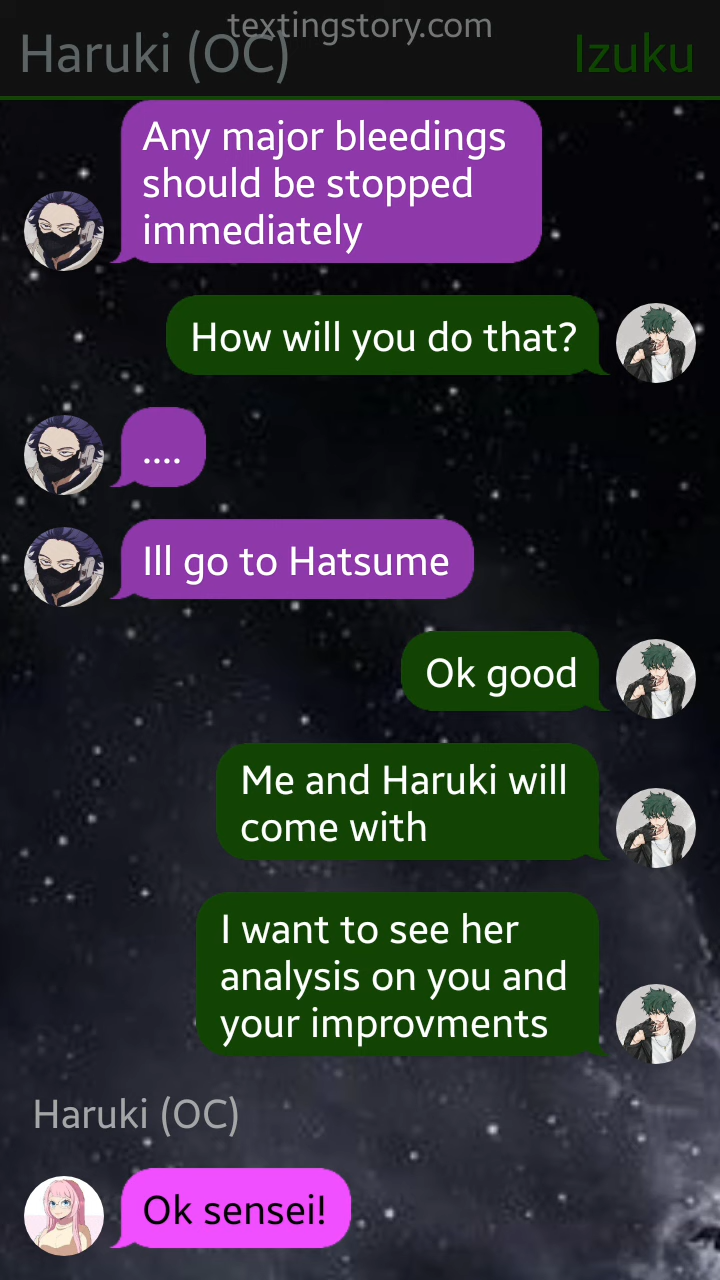 textingstory.com
Haruki (OC)
Izuku
Any major bleedings
should be stopped
immediately
How will you do that?
....
Ill go to Hatsume
Ok good
Me and Haruki will
come with
I want to see her
analysis on you and
your improvments
Haruki (OC)
Ok sensei!